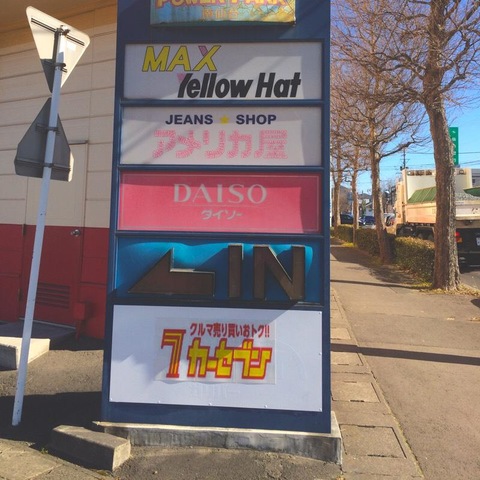 POWER PARK
MAX
Yellow Hat
JEANS ★ SHOP
アメリカ屋
DAISO
ダイソー
← IN
クルマ売り買いおトク!!
7 カーセブン